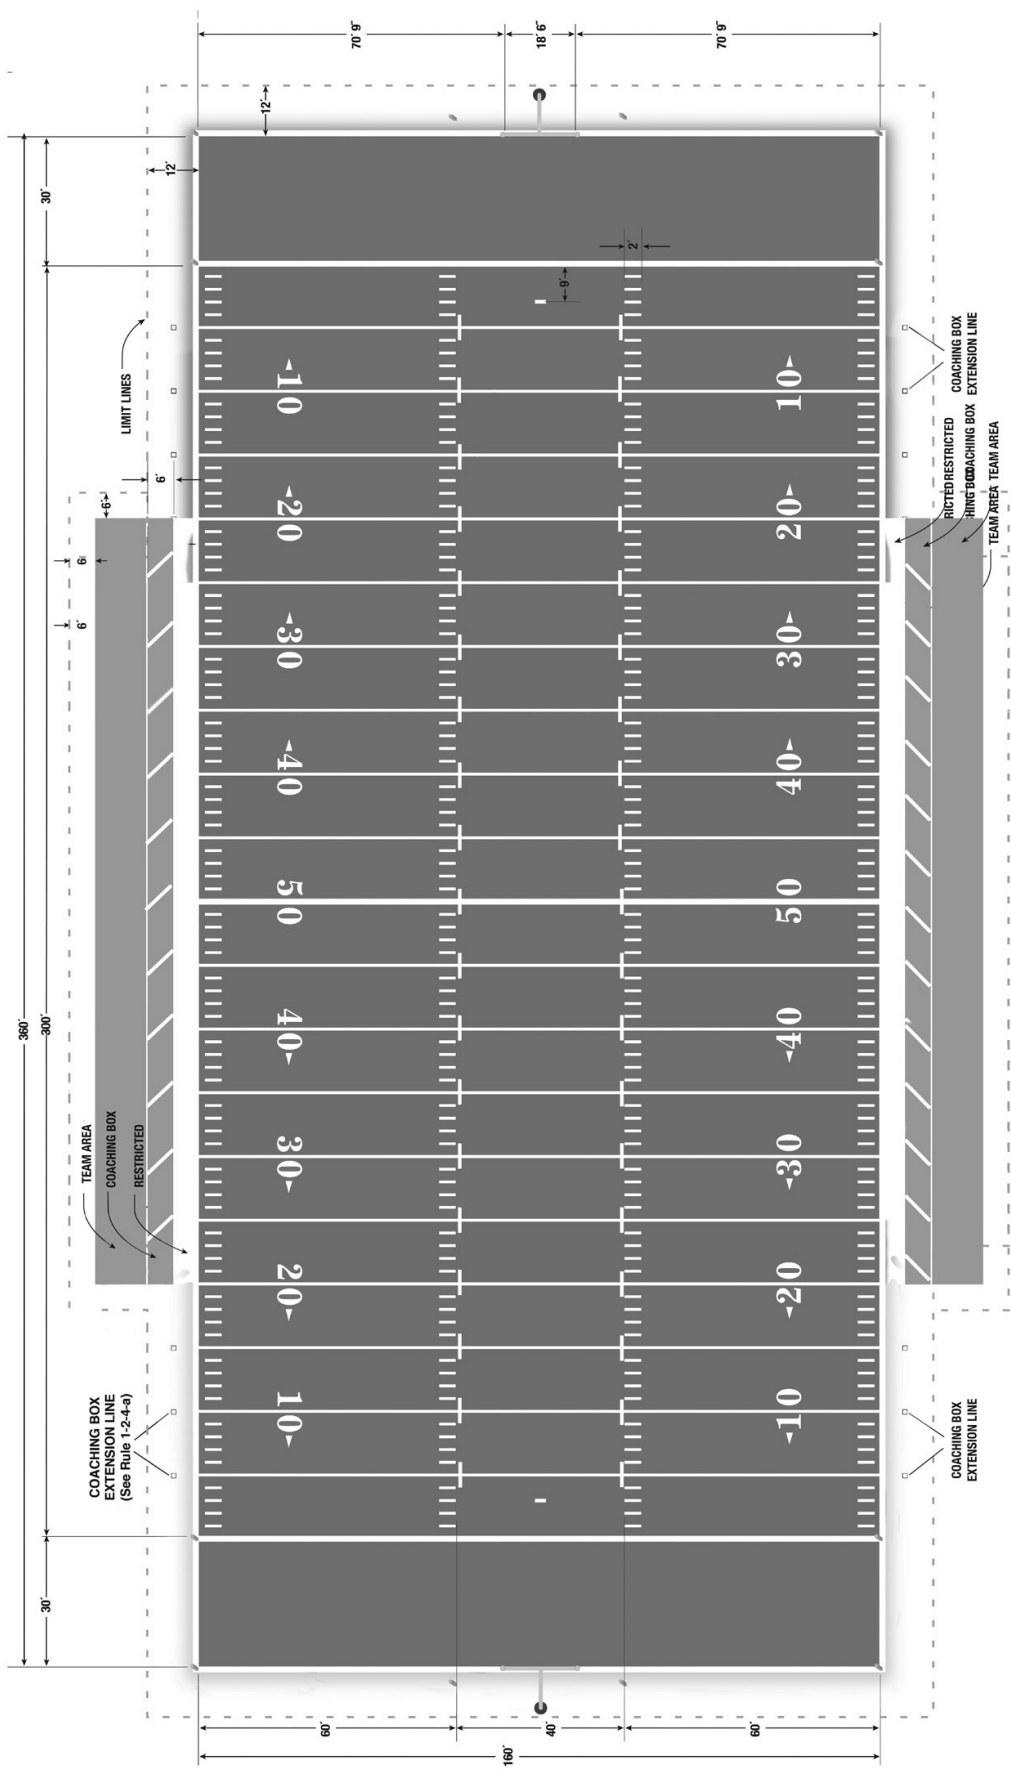 70´ 9˝
18´ 6˝
70´ 9˝
12´
12´
30´
2´
9´
LIMIT LINES
COACHING BOX
EXTENSION LINE
10
10
RICTED RESTRICTED
COACHING BOX
TEAM AREA TEAM AREA
6´
6´
6´
6´
20
20
30
30
40
40
50
50
360´
300´
40
40
TEAM AREA
COACHING BOX
RESTRICTED
30
30
20
20
COACHING BOX
EXTENSION LINE
(See Rule 1-2-4-a)
10
10
COACHING BOX
EXTENSION LINE
30´
60´
40´
60´
160´